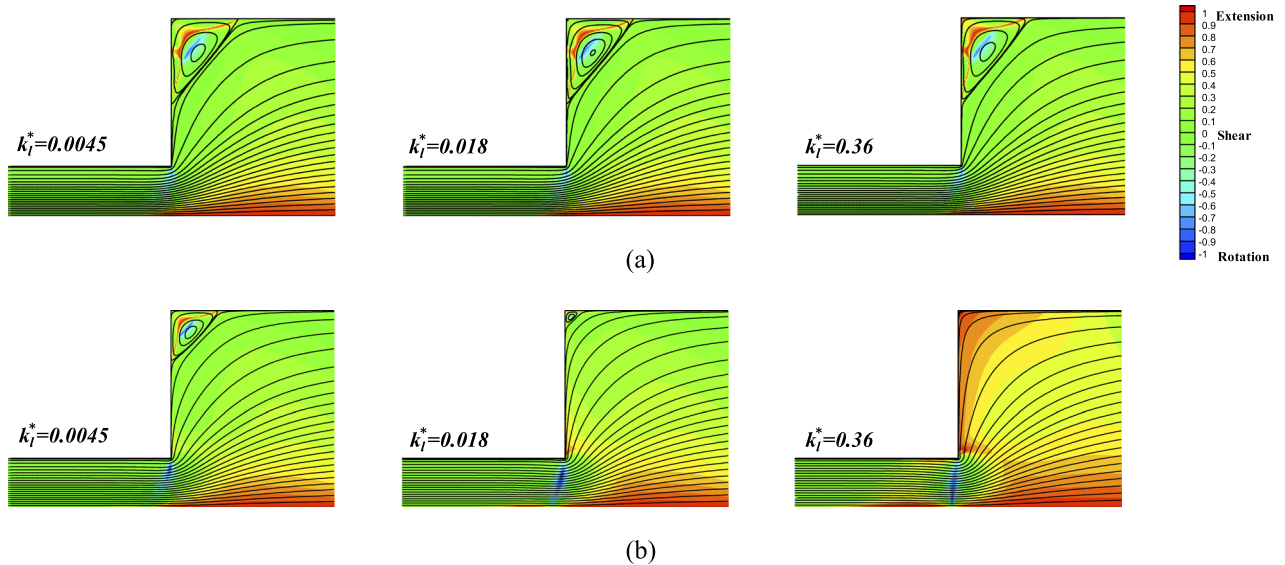 k*l=0.0045
k*l=0.018
k*l=0.36
1 Extension
0.9
0.8
0.7
0.6
0.5
0.4
0.3
0.2
0.1
0 Shear
-0.1
-0.2
-0.3
-0.4
-0.5
-0.6
-0.7
-0.8
-0.9
-1 Rotation
(a)
k*l=0.0045
k*l=0.018
k*l=0.36
(b)